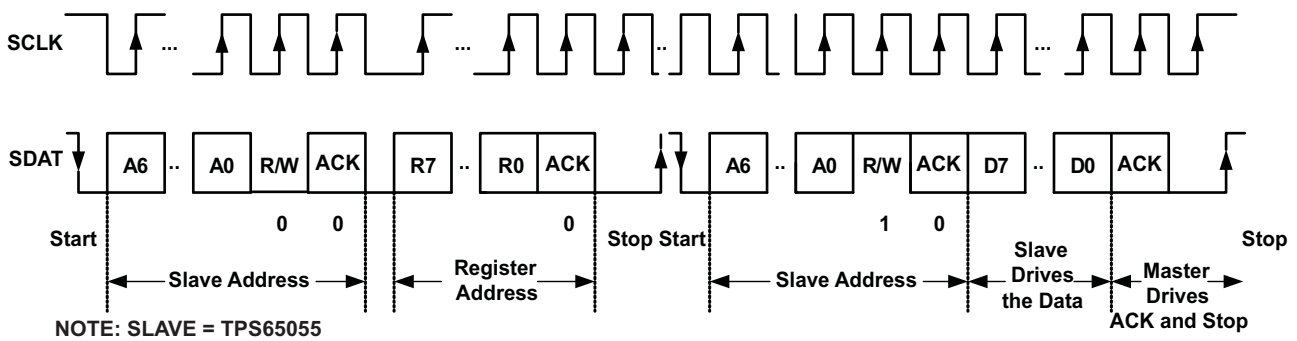 SCLK ... ... .. ...
SDAT A6 .. A0 R/W ACK R7 .. R0 ACK A6 .. A0 R/W ACK D7 .. D0 ACK
0 0 0 1 0
Start Stop Start Stop
Slave Address
Register
Address
Slave Address
Slave
Drives
the Data
Master
Drives
ACK and Stop
NOTE: SLAVE = TPS65055